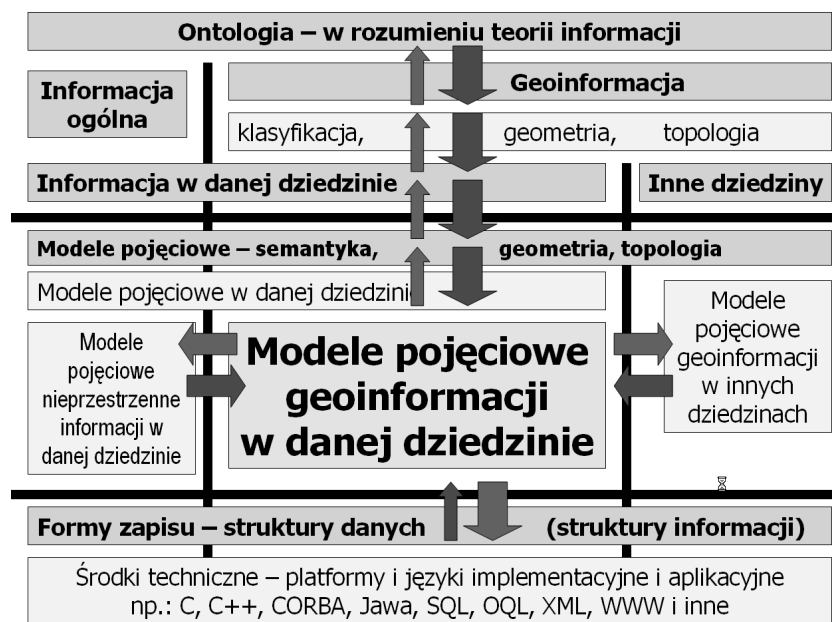 Ontologia – w rozumieniu teorii informacji
Informacja
ogólna
Geoinformacja
klasyfikacja, geometria, topologia
Informacja w danej dziedzinie
Inne dziedziny
Modele pojęciowe – semantyka, geometria, topologia
Modele pojęciowe w danej dziedzinie
Modele
pojęciowe
nieprzestrzenne
informacji w
danej dziedzinie
Modele pojęciowe
geoinformacji
w danej dziedzinie
Modele
pojęciowe
geoinformacji
w innych
dziedzinach
Formy zapisu – struktury danych (struktury informacji)
Środki techniczne – platformy i języki implementacyjne i aplikacyjne
np.: C, C++, CORBA, Jawa, SQL, OQL, XML, WWW i inne